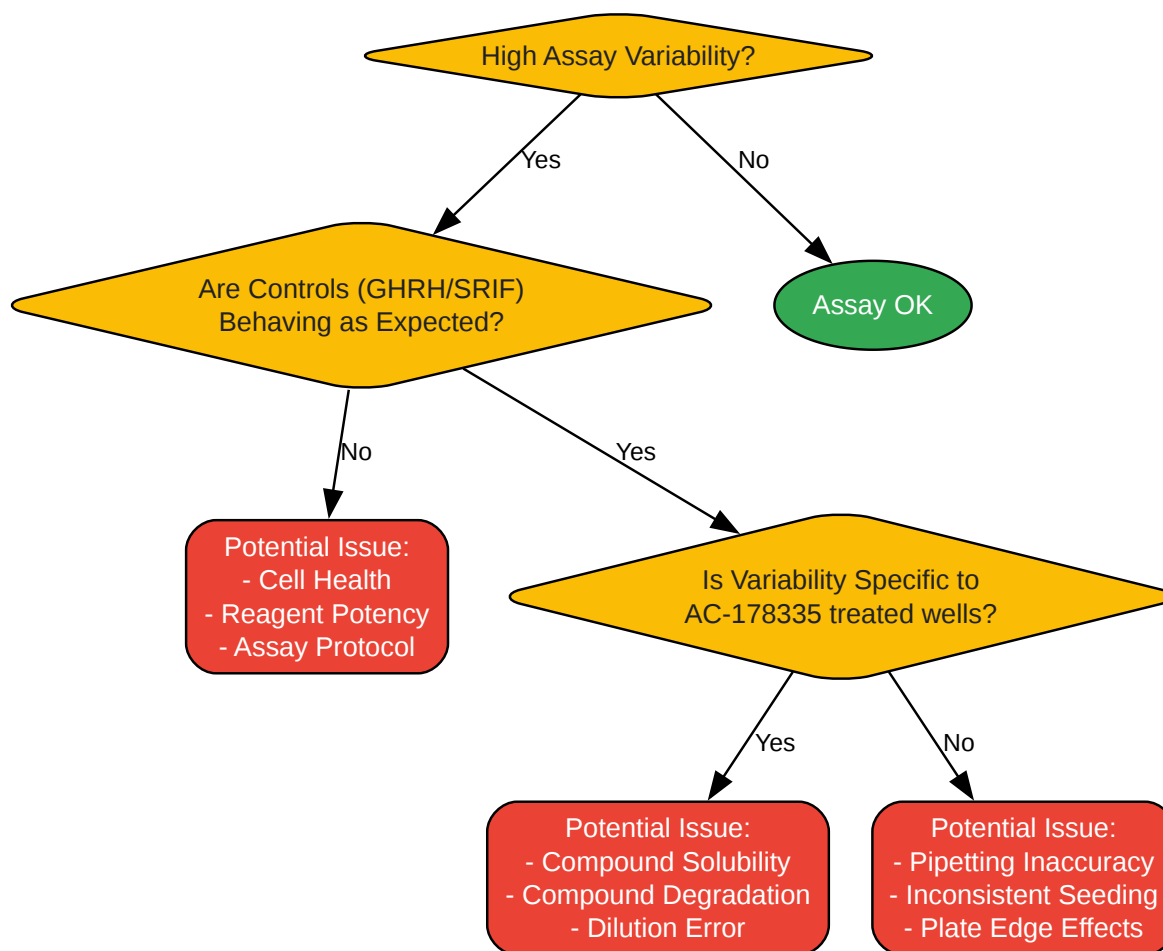 High Assay Variability?
Yes
No
Are Controls (GHRH/SRIF)
Behaving as Expected?
Assay OK
No
Yes
Potential Issue:
- Cell Health
- Reagent Potency
- Assay Protocol
Is Variability Specific to
AC-178335 treated wells?
Yes
No
Potential Issue:
- Compound Solubility
- Compound Degradation
- Dilution Error
Potential Issue:
- Pipetting Inaccuracy
- Inconsistent Seeding
- Plate Edge Effects